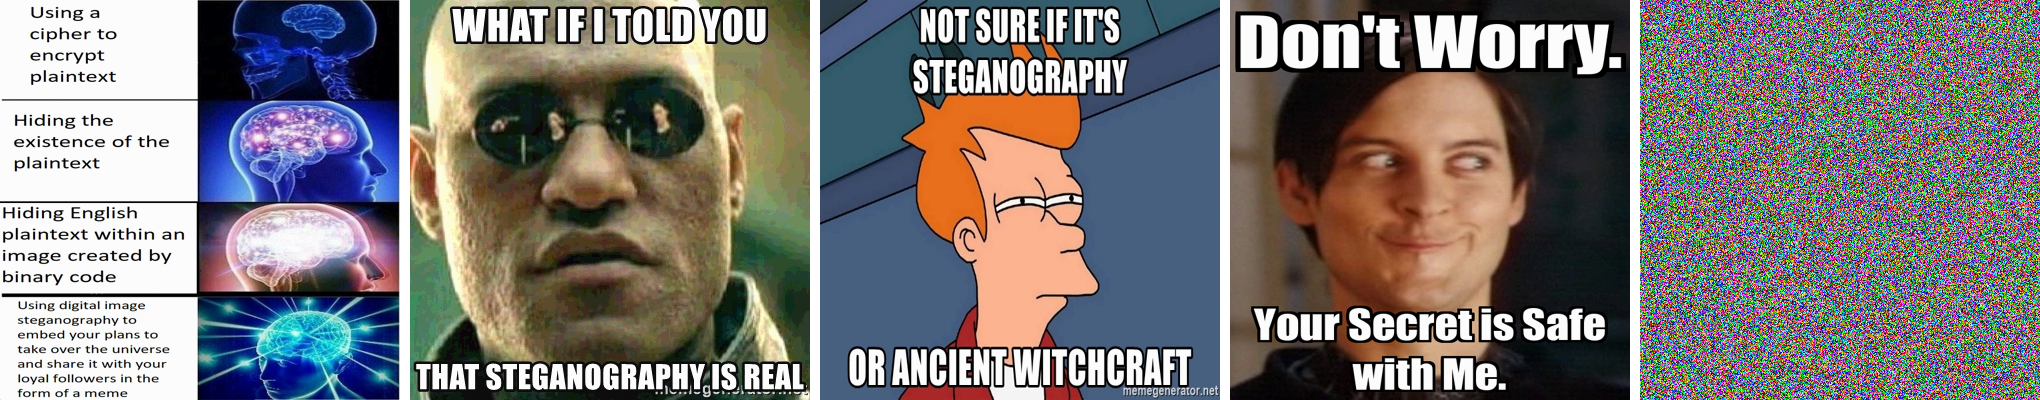 Using a
cipher to
encrypt
plaintext
Hiding the
existence of the
plaintext
Hiding English
plaintext within an
image created by
binary code
Using digital image
steganography to
embed your plans to
take over the universe
and share it with your
loyal followers in the
form of a meme
WHAT IF I TOLD YOU
THAT STEGANOGRAPHY IS REAL
memegenerator.net
NOT SURE IF IT'S
STEGANOGRAPHY
OR ANCIENT WITCHCRAFT
memegenerator.net
Don't Worry.
Your Secret is Safe
with Me.